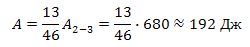 A = 13/46 A₂₋₃ = 13/46 · 680 ≈ 192 Дж